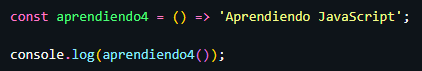 const aprendiendo4 = () => 'Aprendiendo JavaScript';
console.log(aprendiendo4());